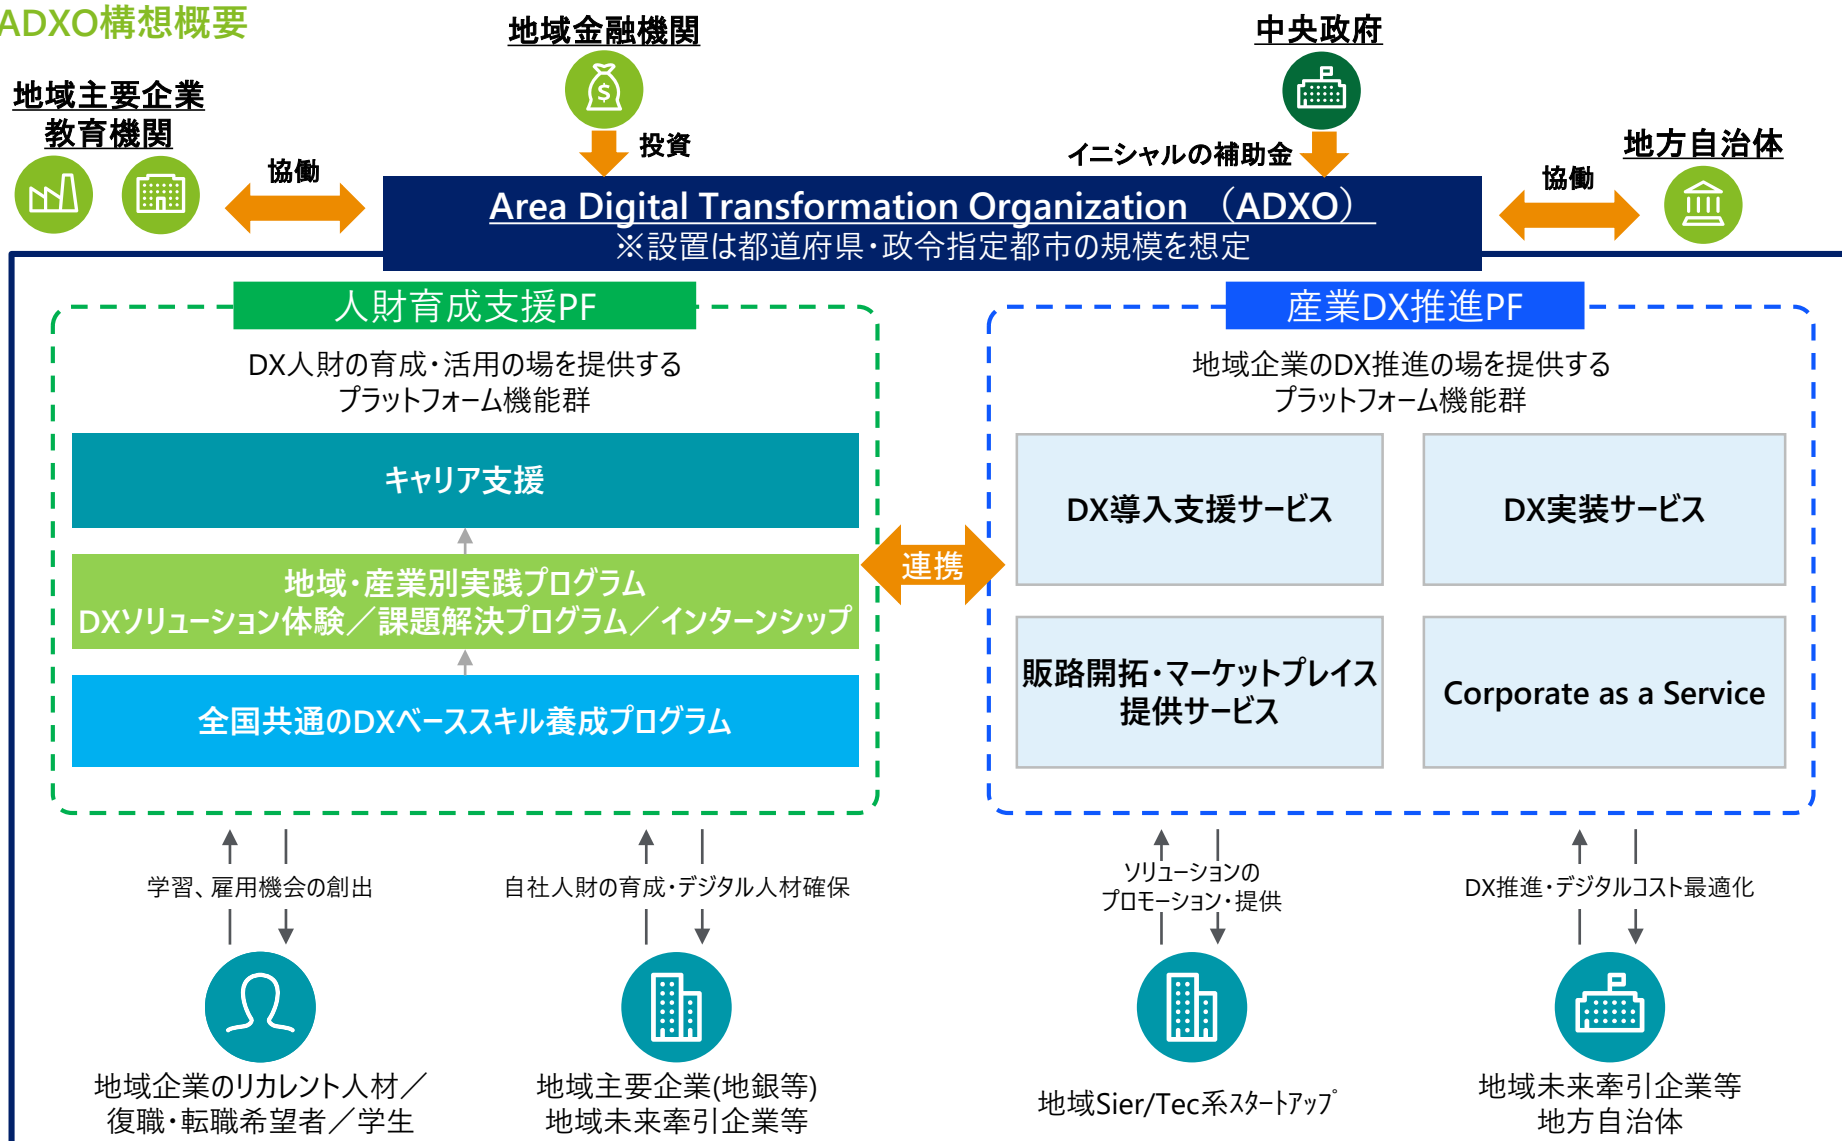 ADXO構想概要
地域金融機関
中央政府
地域主要企業
教育機関
地方自治体
投資
イニシャルの補助金
協働
協働
Area Digital Transformation Organization （ADXO）
※設置は都道府県・政令指定都市の規模を想定
人財育成支援PF
DX人財の育成・活用の場を提供する
プラットフォーム機能群
キャリア支援
地域・産業別実践プログラム
DXソリューション体験／課題解決プログラム／インターンシップ
全国共通のDXベーススキル養成プログラム
連携
産業DX推進PF
地域企業のDX推進の場を提供する
プラットフォーム機能群
DX導入支援サービス
DX実装サービス
販路開拓・マーケットプレイス
提供サービス
Corporate as a Service
学習、雇用機会の創出
自社人財の育成・デジタル人材確保
ソリューションの
プロモーション・提供
DX推進・デジタルコスト最適化
地域企業のリカレント人材／
復職・転職希望者／学生
地域主要企業(地銀等)
地域未来牽引企業等
地域Sier/Tec系スタートアップ
地域未来牽引企業等
地方自治体